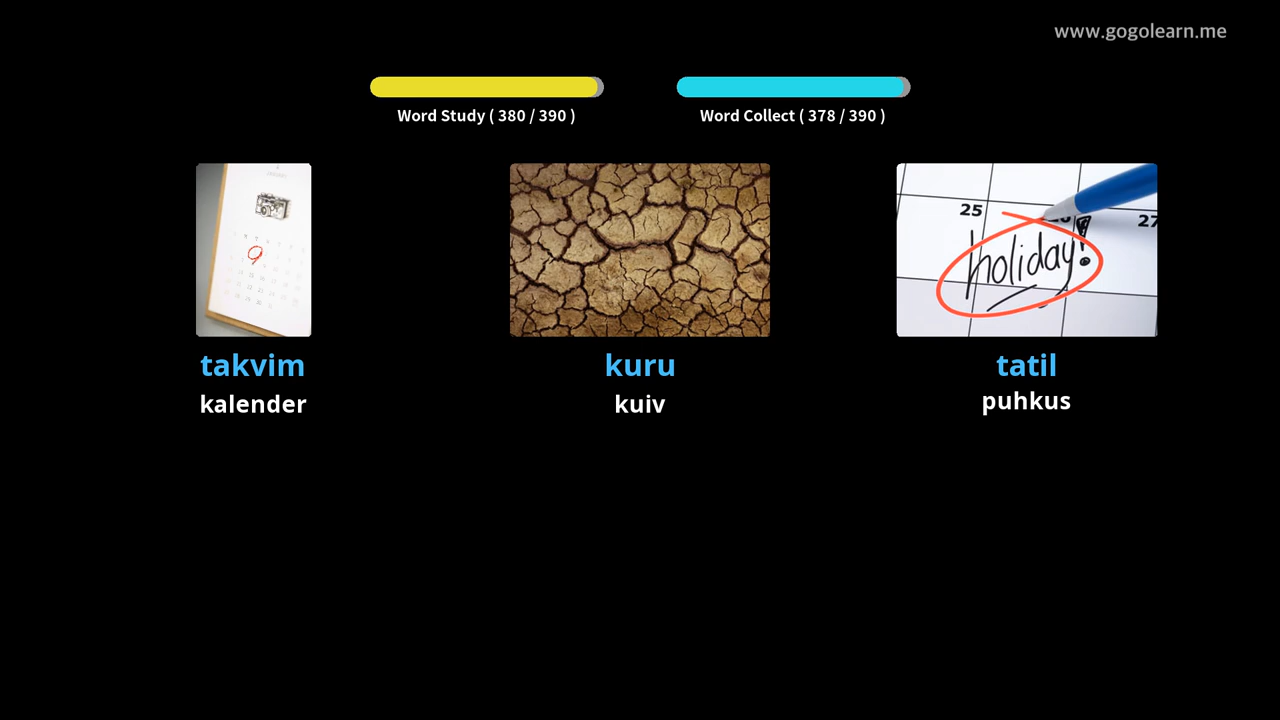 www.gogolearn.me
Word Study ( 380 / 390 )
Word Collect ( 378 / 390 )
25
27
holiday!
takvim
kuru
tatil
kalender
kuiv
puhkus